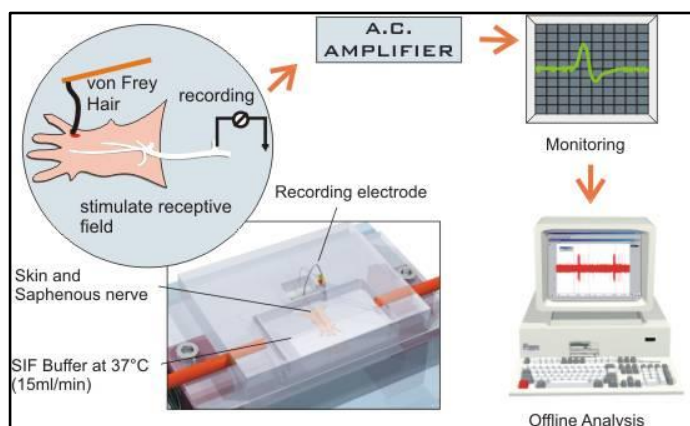 von Frey
Hair
recording
stimulate receptive
field
A.C.
AMPLIFIER
Monitoring
Recording electrode
Skin and
Saphenous nerve
SIF Buffer at 37°C
(15ml/min)
Offline Analysis